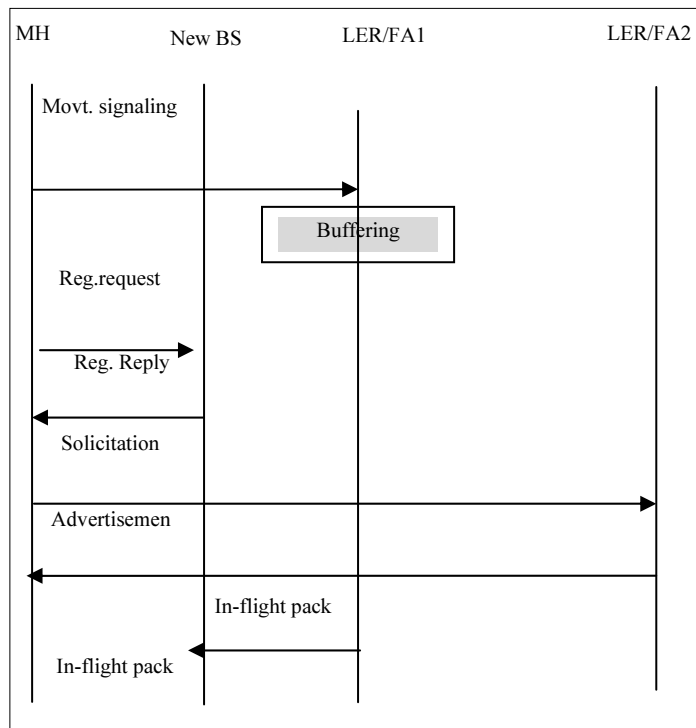 MH New BS LER/FA1 LER/FA2
Movt. signaling
Buffering
Reg.request
Reg. Reply
Solicitation
Advertisemen
In-flight pack
In-flight pack